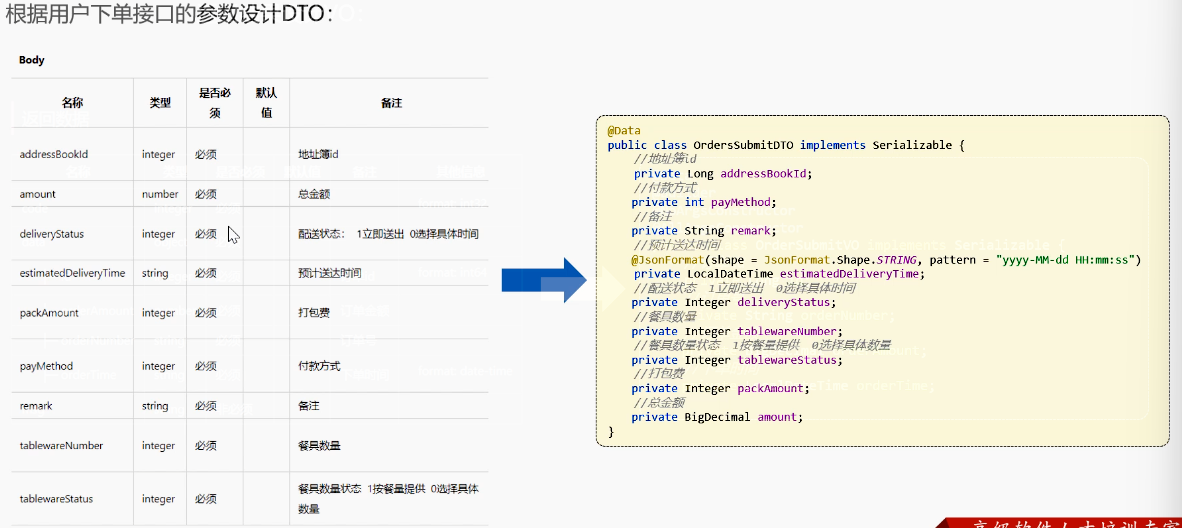 根据用户下单接口的参数设计DTO：
Body
名称 类型 是否必须 默认值 备注
addressBookId integer 必须 地址簿id
amount number 必须 总金额
deliveryStatus integer 必须 配送状态： 1立即送出 0选择具体时间
estimatedDeliveryTime string 必须 预计送达时间
packAmount integer 必须 打包费
payMethod integer 必须 付款方式
remark string 必须 备注
tablewareNumber integer 必须 餐具数量
tablewareStatus integer 必须 餐具数量状态 1按餐量提供 0选择具体数量
@Data
public class OrdersSubmitDTO implements Serializable {
//地址簿id
private Long addressBookId;
//付款方式
private int payMethod;
//备注
private String remark;
//预计送达时间
@JsonFormat(shape = JsonFormat.Shape.STRING, pattern = "yyyy-MM-dd HH:mm:ss")
private LocalDateTime estimatedDeliveryTime;
//配送状态 1立即送出 0选择具体时间
private Integer deliveryStatus;
//餐具数量
private Integer tablewareNumber;
//餐具数量状态 1按餐量提供 0选择具体数量
private Integer tablewareStatus;
//打包费
private Integer packAmount;
//总金额
private BigDecimal amount;
}